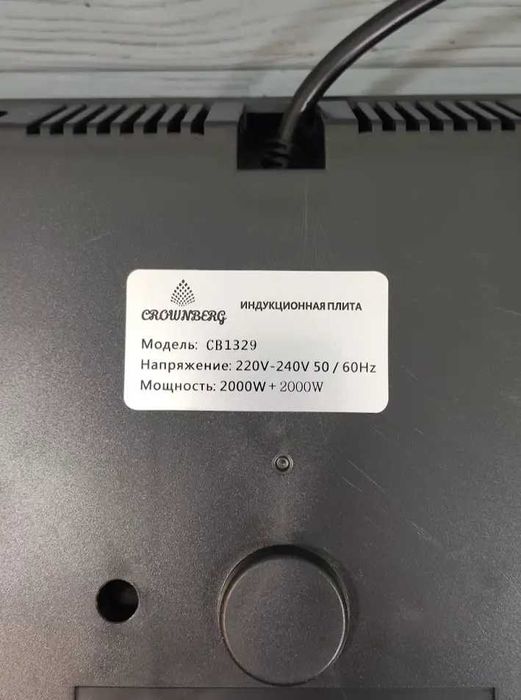 CROWNBERG
ИНДУКЦИОННАЯ ПЛИТА
Модель: CB1329
Напряжение: 220V-240V 50 / 60Hz
Мощность: 2000W + 2000W